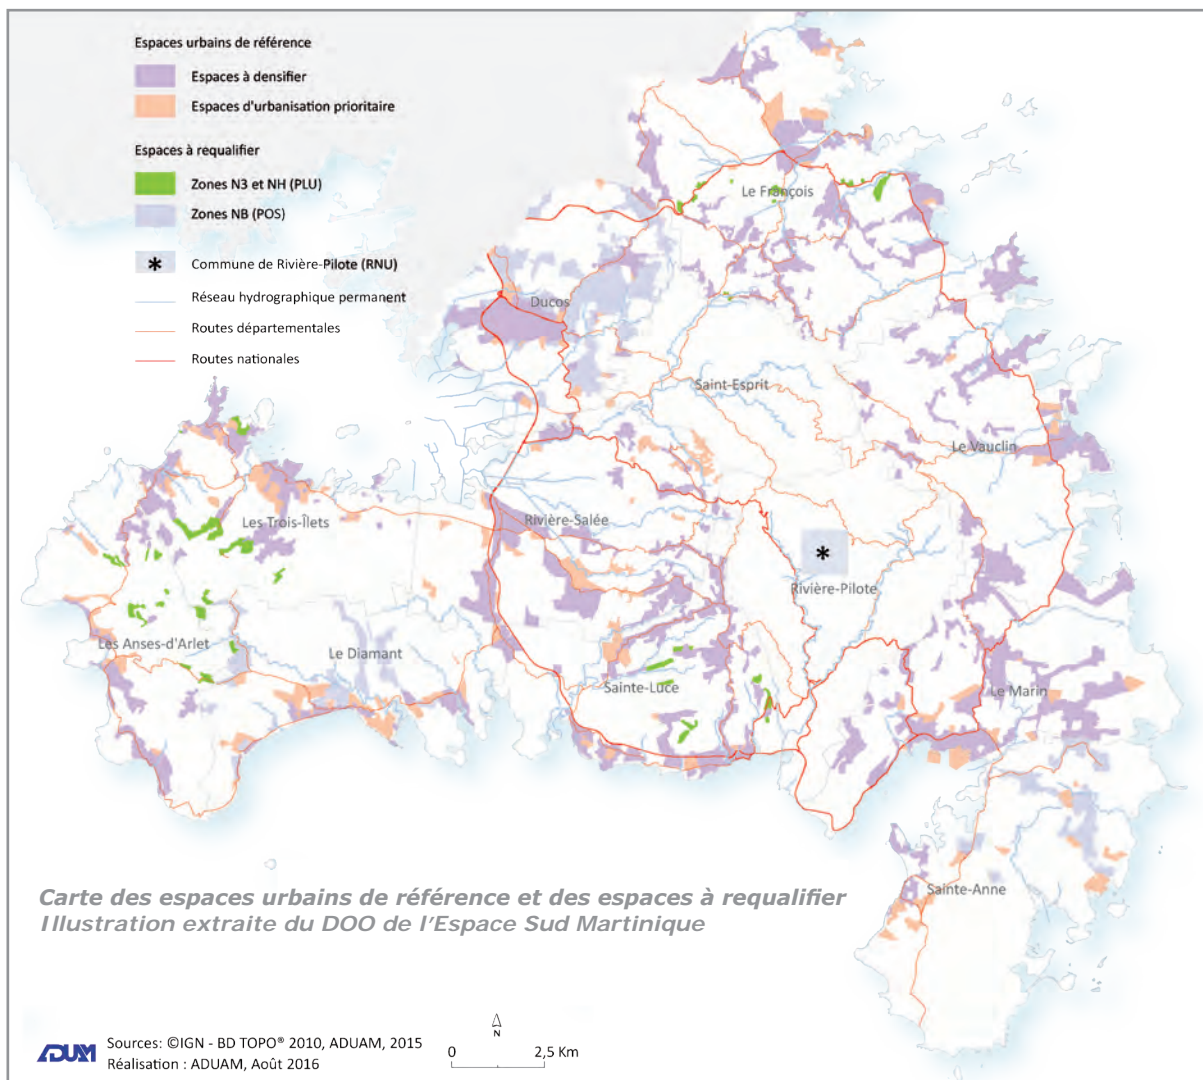 Espaces urbains de référence
Espaces à densifier
Espaces d'urbanisation prioritaire
Espaces à requalifier
Zones N3 et NH (PLU)
Zones NB (POS)
* Commune de Rivière-Pilote (RNU)
Réseau hydrographique permanent
Routes départementales
Routes nationales
Le François
Ducos
Saint-Esprit
Le Vauclin
Les Trois-Îlets
Rivière-Salée
*
Rivière-Pilote
Les Anses-d'Arlet
Le Diamant
Sainte-Luce
Le Marin
Sainte-Anne
Carte des espaces urbains de référence et des espaces à requalifier
Illustration extraite du DOO de l'Espace Sud Martinique
ADUAM
Sources: ©IGN - BD TOPO® 2010, ADUAM, 2015
Réalisation : ADUAM, Août 2016
N
0 2,5 Km